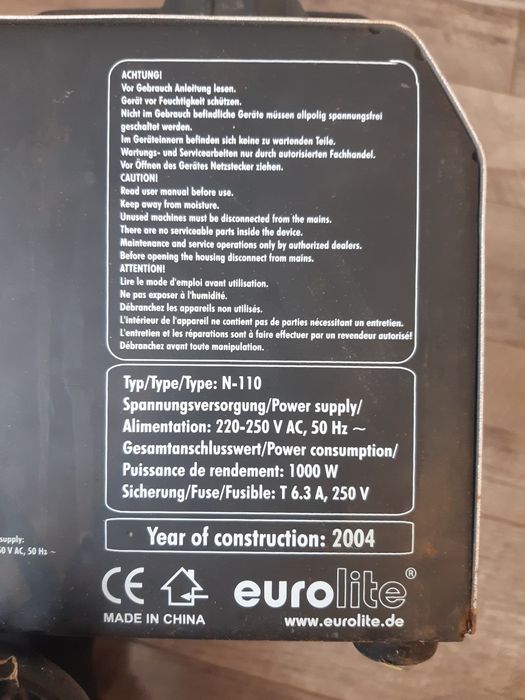 ACHTUNG!
Vor Gebrauch Anleitung lesen.
Gerät vor Feuchtigkeit schützen.
Nicht im Gebrauch befindliche Geräte müssen allpolig spannungsfrei
geschaltet werden.
Im Geräteinnern befinden sich keine zu wartenden Teile.
Wartungs- und Servicearbeiten nur durch autorisierten Fachhandel.
Vor Öffnen des Gerätes Netzstecker ziehen.
CAUTION!
Read user manual before use.
Keep away from moisture.
Unused machines must be disconnected from the mains.
There are no serviceable parts inside the device.
Maintenance and service operations only by authorized dealers.
Before opening the housing disconnect from mains.
ATTENTION!
Lire le mode d'emploi avant utilisation.
Ne pas exposer à l'humidité.
Débranchez les appareils non utilisés.
L'intérieur de l'appareil ne contient pas de parties nécessitant un entretien.
L'entretien et les réparations sont à faire effectuer par un revendeur autorisé!
Débranchez avant toute manipulation.
Typ/Type/Type: N-110
Spannungsversorgung/Power supply/
Alimentation: 220-250 V AC, 50 Hz ~
Gesamtanschlusswert/Power consumption/
Puissance de rendement: 1000 W
Sicherung/Fuse/Fusible: T 6.3 A, 250 V
supply:
50 V AC, 50 Hz ~
Year of construction: 2004
CE
eurolite®
MADE IN CHINA
www.eurolite.de